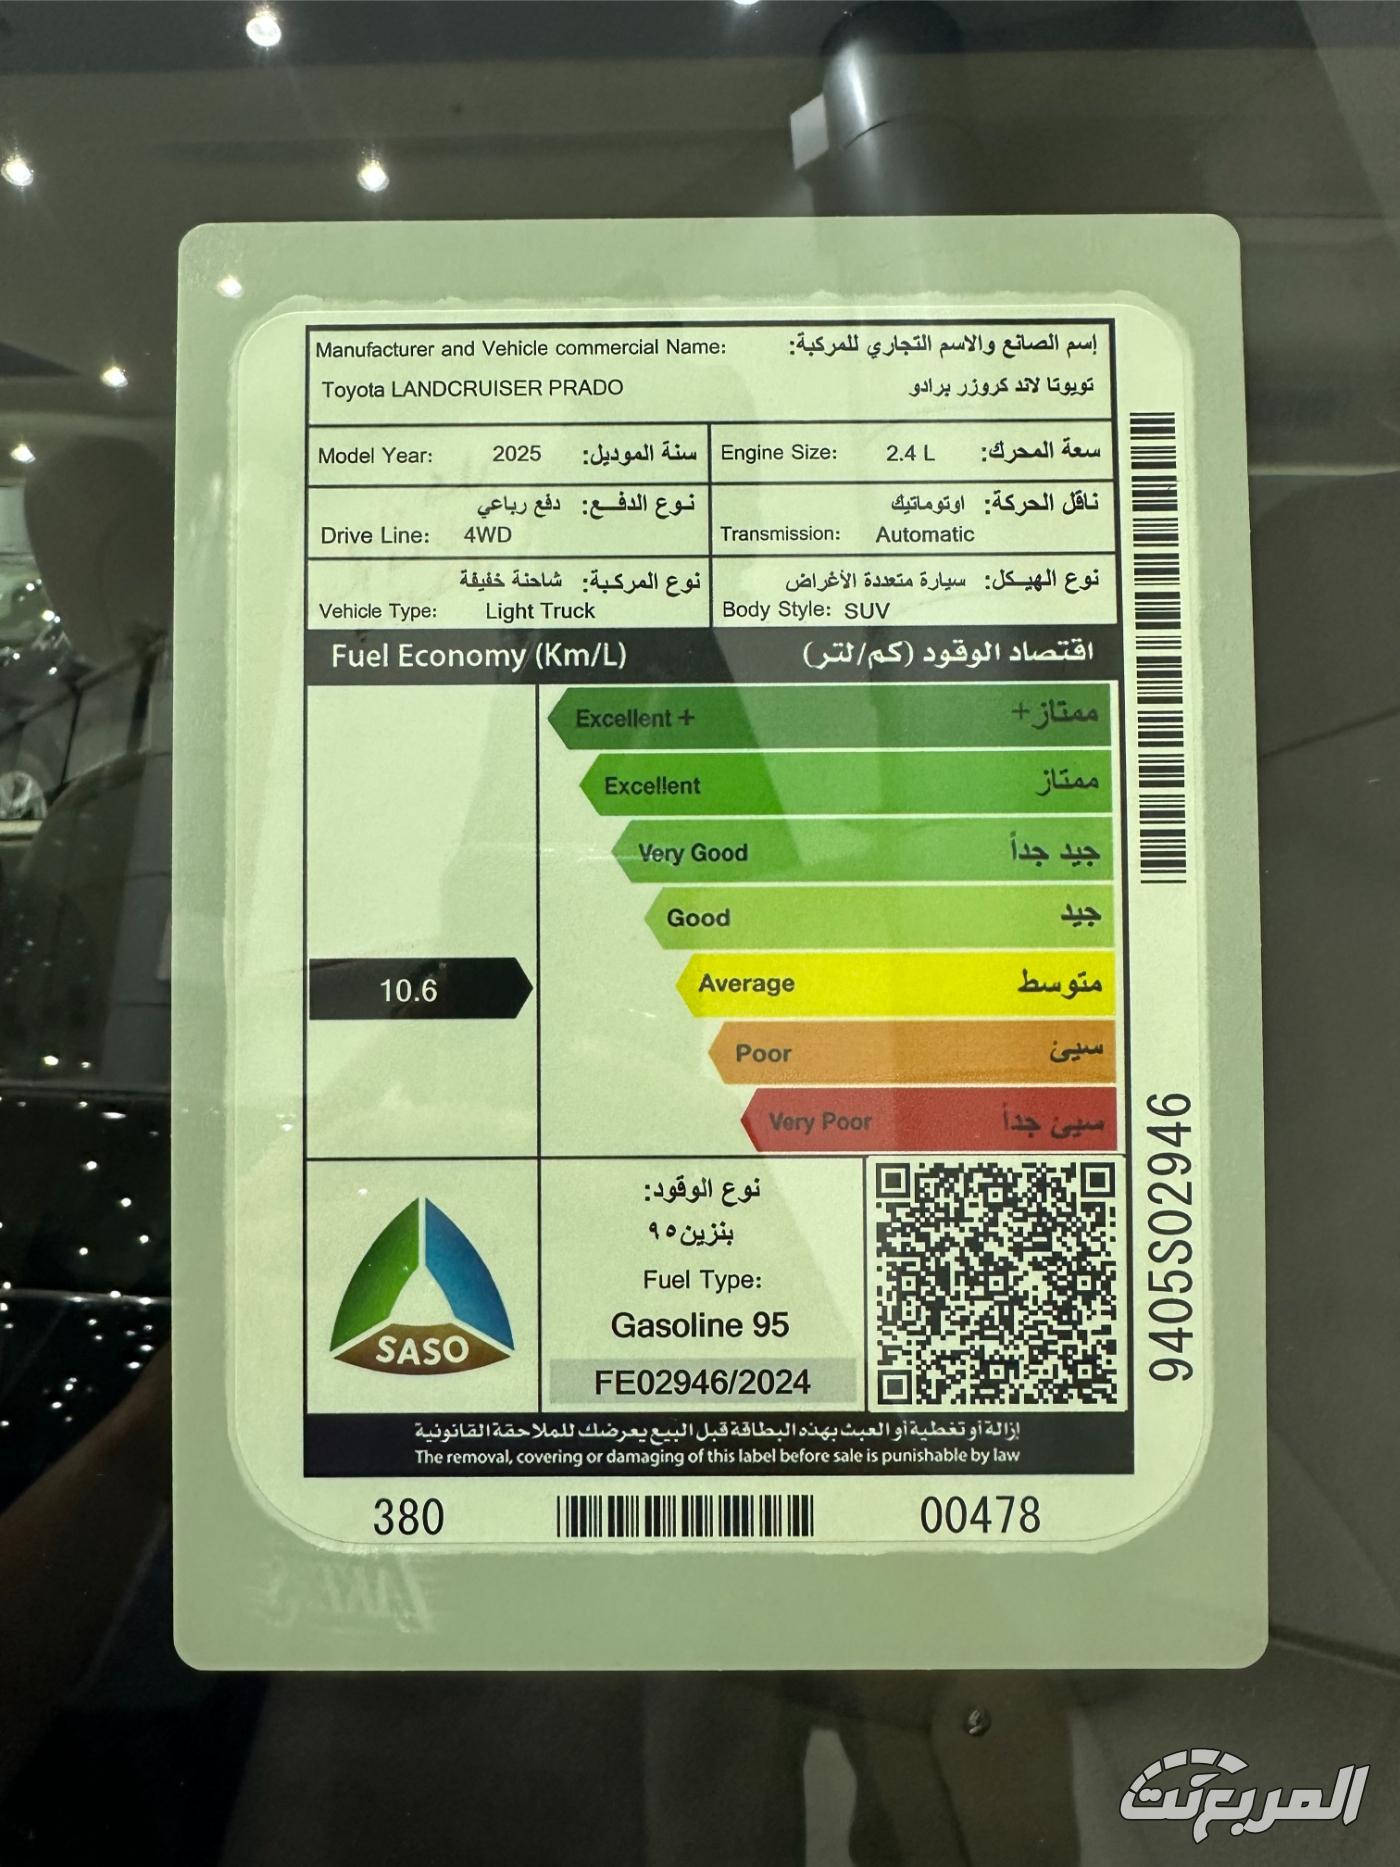 Manufacturer and Vehicle commercial Name: إسم الصانع والاسم التجاري للمركبة:
Toyota LANDCRUISER PRADO تويوتا لاند كروزر برادو
Model Year: 2025 سنة الموديل:
Engine Size: 2.4 L سعة المحرك:
نوع الدفـــع: دفع رباعي
Drive Line: 4WD
ناقل الحركة: اوتوماتيك
Transmission: Automatic
نوع المركـبة: شاحنة خفيفة
Vehicle Type: Light Truck
نوع الهيـكل: سيارة متعددة الأغراض
Body Style: SUV
Fuel Economy (Km/L) اقتصاد الوقود (كم/لتر)
Excellent + ممتاز+
Excellent ممتاز
Very Good جيد جداً
Good جيد
10.6
Average متوسط
Poor سيئ
Very Poor سيئ جداً
SASO
نوع الوقود:
بنزين٩٥
Fuel Type:
Gasoline 95
FE02946/2024
9405S02946
إزالة أو تغطية أو العبث بهذه البطاقة قبل البيع يعرضك للملاحقة القانونية
The removal, covering or damaging of this label before sale is punishable by law
380 00478
المربع نت